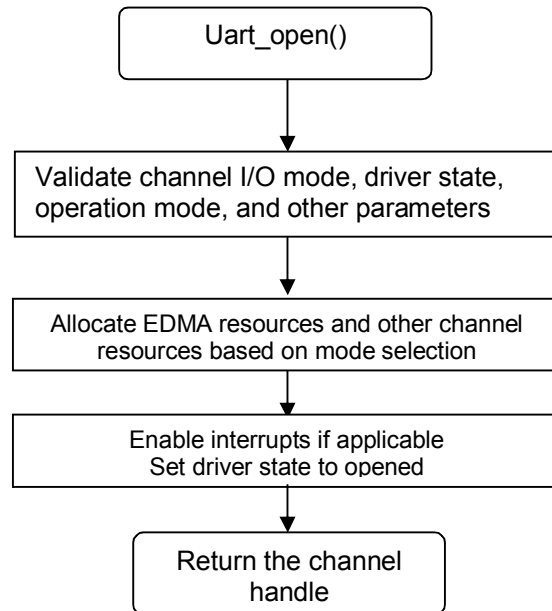 Uart_open()
Validate channel I/O mode, driver state,
operation mode, and other parameters
Allocate EDMA resources and other channel
resources based on mode selection
Enable interrupts if applicable
Set driver state to opened
Return the channel
handle